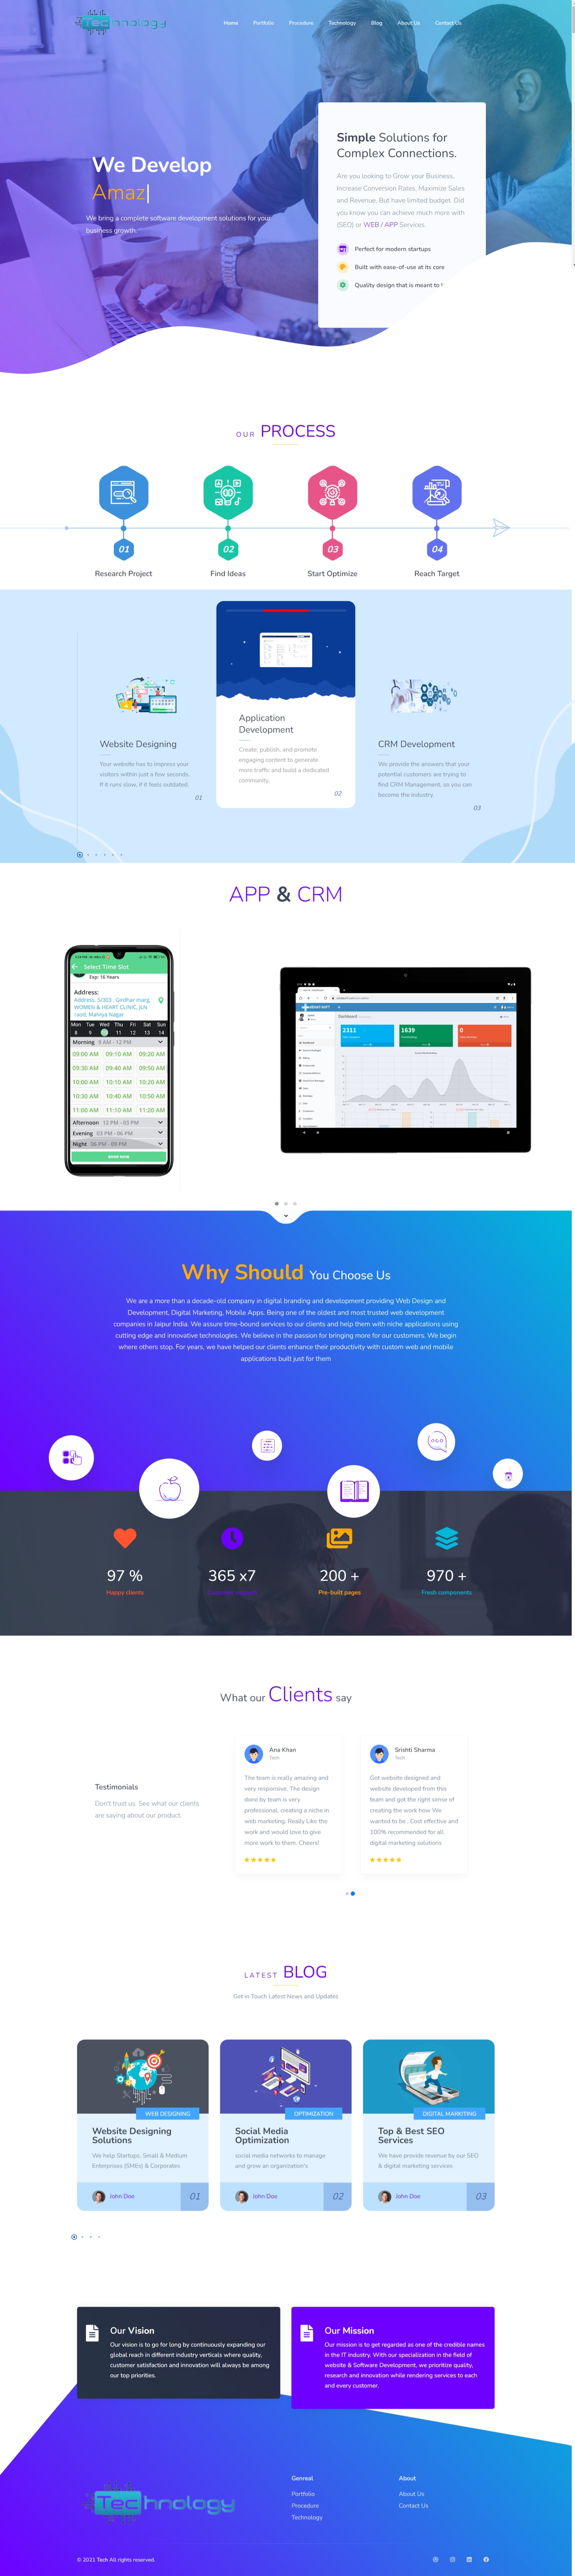 Technology
Home Portfolio Procedure Technology Blog About Us Contact Us
We Develop
Amaz|
We bring a complete software development solutions for your
business growth.
Simple Solutions for
Complex Connections.
Are you looking to Grow your Business,
Increase Conversion Rates, Maximize Sales
and Revenue, But have limited budget. Did
you know you can achieve much more with
(SEO) or WEB / APP Services.
Perfect for modern startups
Built with ease-of-use at its core
Quality design that is meant to
OUR PROCESS
01 02 03 04
Research Project Find Ideas Start Optimize Reach Target
Website Designing
Your website has to impress your
visitors within just a few seconds.
If it runs slow, if it feels outdated.
01
Application
Development
Create, publish, and promote
engaging content to generate
more traffic and build a dedicated
community.
02
CRM Development
We provide the answers that your
potential customers are trying to
find CRM Management, so you can
become the industry.
03
APP & CRM
Select Time Slot
Exp: 16 Years
Address:
Address. 5/303 . Girdhar marg,
WOMEN & HEART CLINIC, JLN
raod, Malviya Nagar
Mon Tue Wed Thu Fri Sat Sun
8 9 10 11 12 13 14
Morning 9 AM - 12 PM
09:00 AM 09:10 AM 09:20 AM
09:30 AM 09:40 AM 09:50 AM
10:00 AM 10:10 AM 10:20 AM
10:30 AM 10:40 AM 10:50 AM
11:00 AM 11:10 AM 11:20 AM
Afternoon 12 PM - 03 PM
Evening 03 PM - 06 PM
Night 06 PM - 09 PM
BOOK NOW
Dashboard
2311 1639 0
Why Should You Choose Us
We are a more than a decade-old company in digital branding and development providing Web Design and
Development, Digital Marketing, Mobile Apps. Being one of the oldest and most trusted web development
companies in Jaipur India. We assure time-bound services to our clients and help them with niche applications using
cutting edge and innovative technologies. We believe in the passion for bringing more for our customers. We begin
where others stop. For years, we have helped our clients enhance their productivity with custom web and mobile
applications built just for them
97 % 365 x7 200 + 970 +
Happy clients Pre-built pages Fresh components
What our Clients say
Testimonials
Don't trust us. See what our clients
are saying about our product.
Ana Khan
Tech
The team is really amazing and
very responsive. The design
done by team is very
professional, creating a niche in
web marketing. Really Like the
work and would love to give
more work to them. Cheers!
Srishti Sharma
Tech
Got website designed and
website developed from this
team and got the right sense of
creating the work how We
wanted to be . Cost effective and
100% recommended for all
digital marketing solutions
LATEST BLOG
Get in Touch Latest News and Updates
WEB DESIGNING
Website Designing
Solutions
We help Startups, Small & Medium
Enterprises (SMEs) & Corporates
John Doe 01
OPTIMIZATION
Social Media
Optimization
social media networks to manage
and grow an organization's
John Doe 02
DIGITAL MARKITING
Top & Best SEO
Services
We have provide revenue by our SEO
& digital marketing services
John Doe 03
Our Vision
Our vision is to go for long by continuously expanding our
global reach in different industry verticals where quality,
customer satisfaction and innovation will always be among
our top priorities.
Our Mission
Our mission is to get regarded as one of the credible names
in the IT industry. With our specialization in the field of
website & Software Development, we prioritize quality,
research and innovation while rendering services to each
and every customer.
Technology
Genreal
Portfolio
Procedure
Technology
About
About Us
Contact Us
© 2021 Tech All rights reserved.